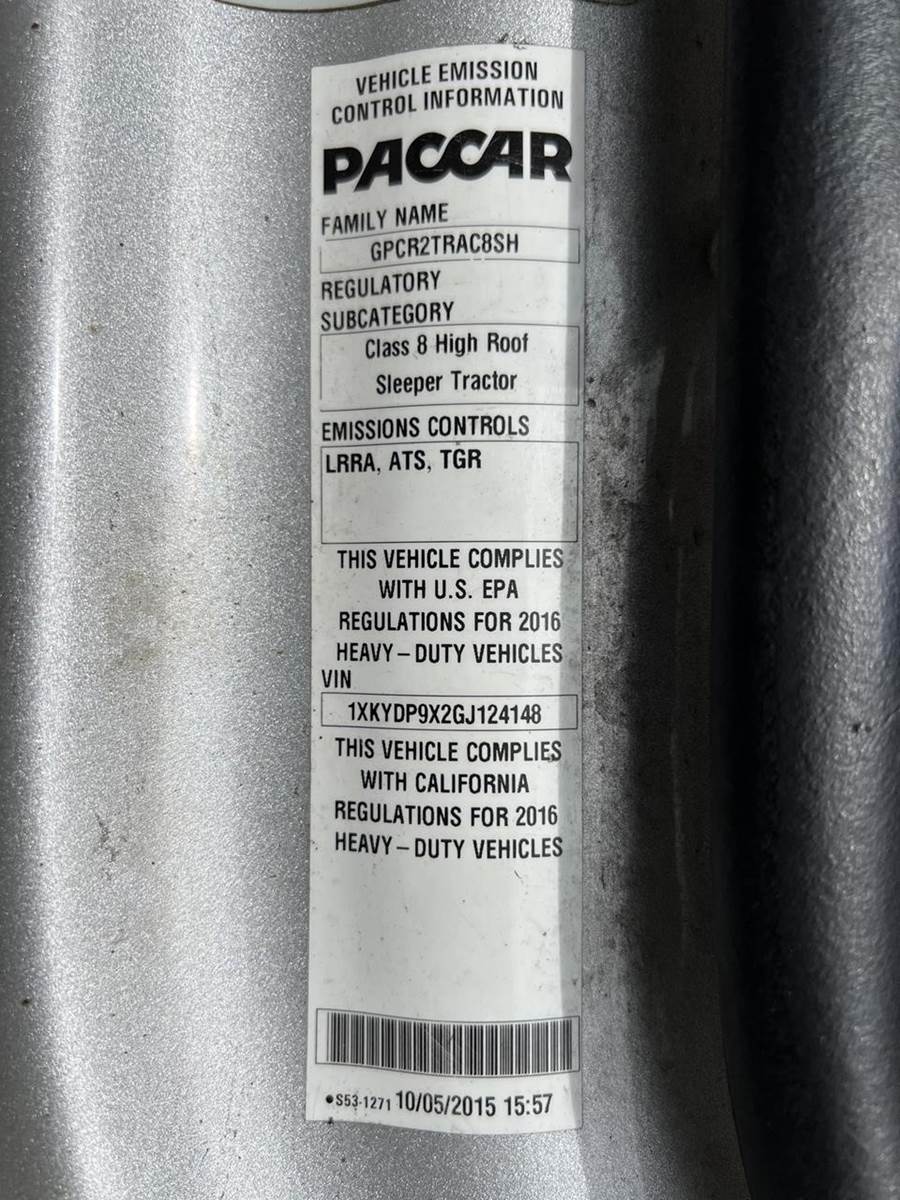 VEHICLE EMISSION
CONTROL INFORMATION
PACCAR
FAMILY NAME
GPCR2TRAC8SH
REGULATORY
SUBCATEGORY
Class 8 High Roof
Sleeper Tractor
EMISSIONS CONTROLS
LRRA, ATS, TGR
THIS VEHICLE COMPLIES
WITH U.S. EPA
REGULATIONS FOR 2016
HEAVY – DUTY VEHICLES
VIN
1XKYDP9X2GJ124148
THIS VEHICLE COMPLIES
WITH CALIFORNIA
REGULATIONS FOR 2016
HEAVY – DUTY VEHICLES
•S53-1271 10/05/2015 15:57